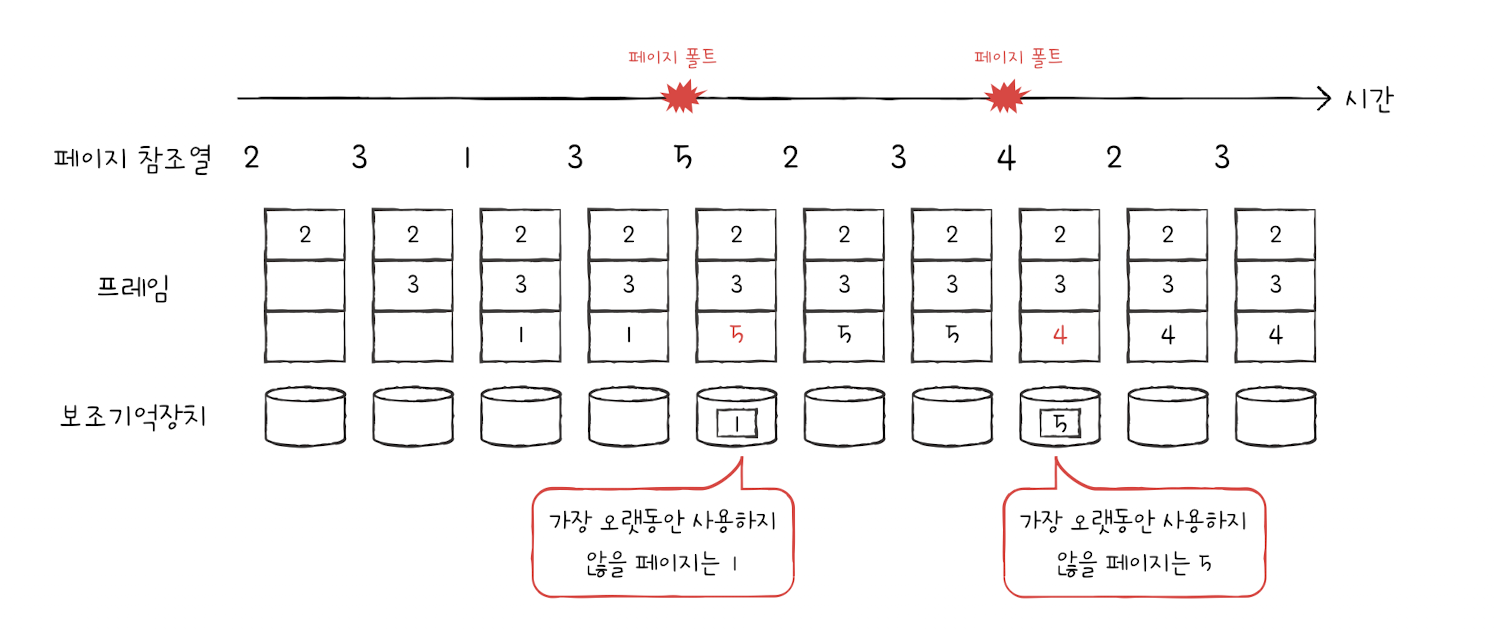 페이지 폴트 페이지 폴트
시간
페이지 참조열 2 3 1 3 5 2 3 4 2 3
2 2 2 2 2 2 2 2 2 2
프레임 3 3 3 3 3 3 3 3 3
1 1 5 5 5 4 4 4
보조기억장치 1 5
가장 오랫동안 사용하지
않을 페이지는 1
가장 오랫동안 사용하지
않을 페이지는 5